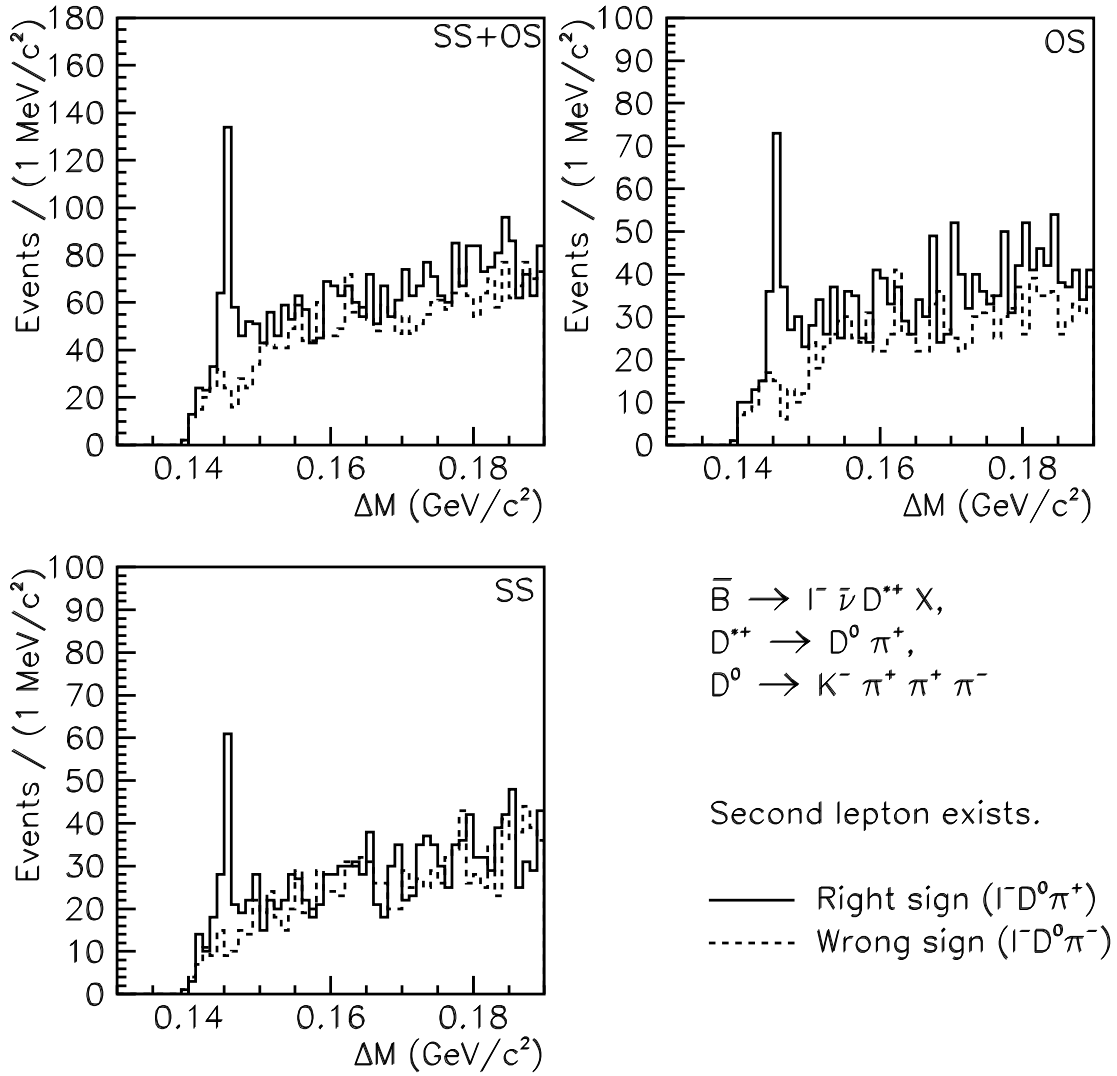 SS+OS
Events / (1 MeV/c²)
180
160
140
120
100
80
60
40
20
0
0.14 0.16 0.18
ΔM (GeV/c²)
OS
Events / (1 MeV/c²)
100
90
80
70
60
50
40
30
20
10
0
0.14 0.16 0.18
ΔM (GeV/c²)
SS
Events / (1 MeV/c²)
100
90
80
70
60
50
40
30
20
10
0
0.14 0.16 0.18
ΔM (GeV/c²)
B̄ → l⁻ ν̄ D*⁺ X,
D*⁺ → D⁰ π⁺,
D⁰ → K⁻ π⁺ π⁺ π⁻
Second lepton exists.
Right sign (l⁻D⁰π⁺)
Wrong sign (l⁻D⁰π⁻)